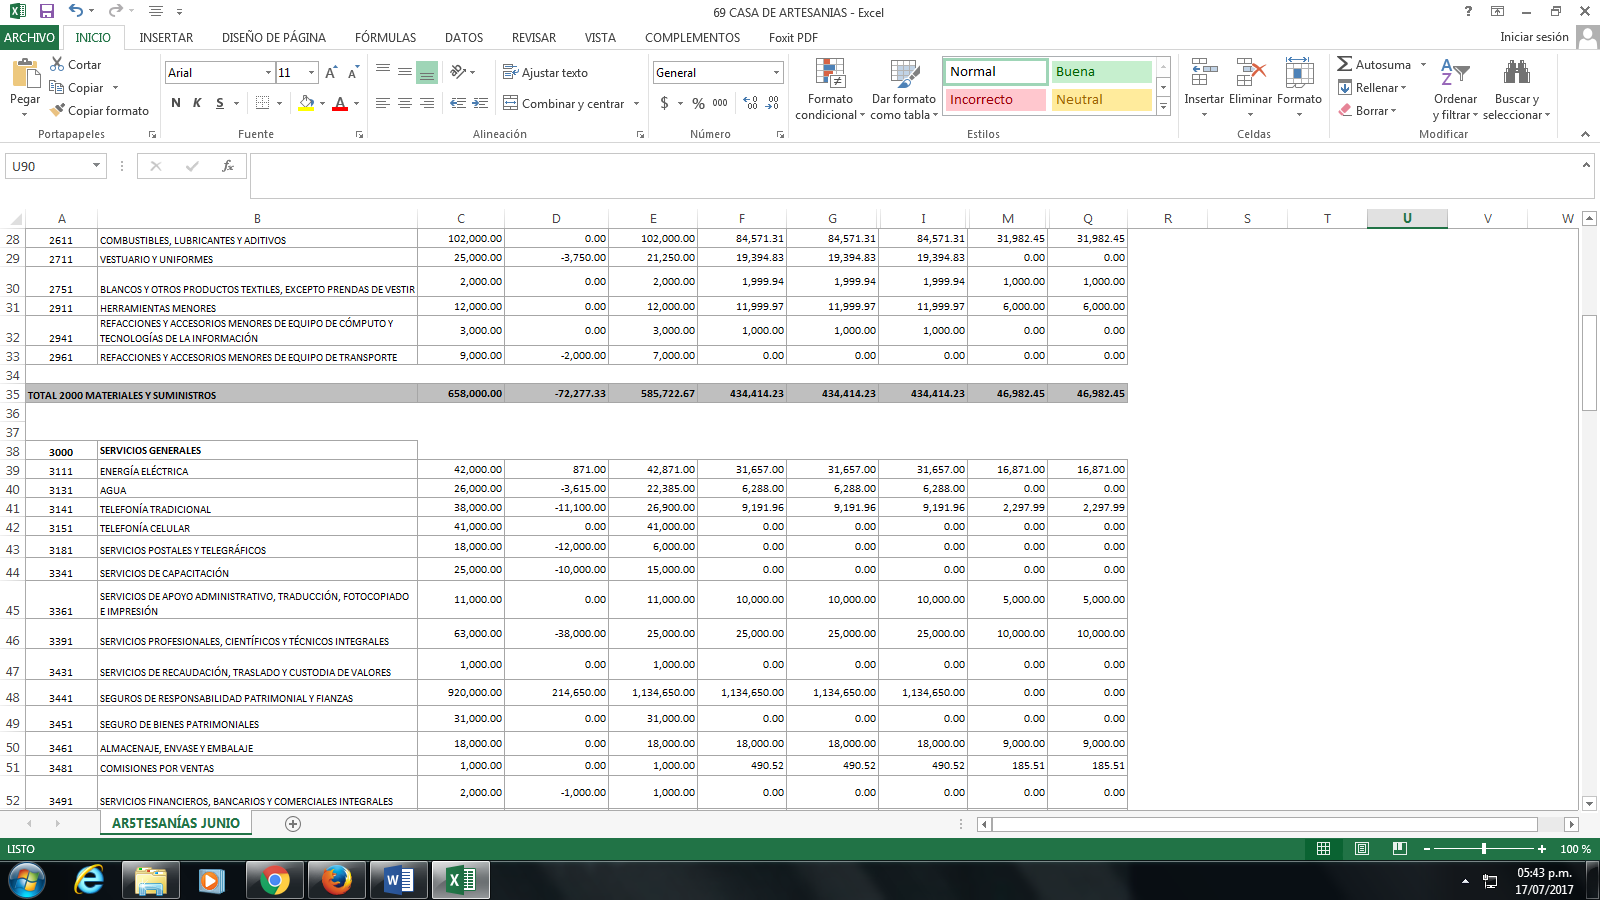 69 CASA DE ARTESANIAS - Excel
ARCHIVO INICIO INSERTAR DISEÑO DE PÁGINA FÓRMULAS DATOS REVISAR VISTA COMPLEMENTOS Foxit PDF Iniciar sesión
Pegar
Cortar
Copiar
Copiar formato
Portapapeles
Arial 11
N K S
Fuente
Ajustar texto
Combinar y centrar
Alineación
General
$ % 000
Número
Formato condicional
Dar formato como tabla
Normal Buena
Incorrecto Neutral
Estilos
Insertar Eliminar Formato
Celdas
Autosuma
Rellenar
Borrar
Ordenar y filtrar
Buscar y seleccionar
Modificar
U90 fx
A B C D E F G I M Q R S T U V W
28 2611 COMBUSTIBLES, LUBRICANTES Y ADITIVOS 102,000.00 0.00 102,000.00 84,571.31 84,571.31 84,571.31 31,982.45 31,982.45
29 2711 VESTUARIO Y UNIFORMES 25,000.00 -3,750.00 21,250.00 19,394.83 19,394.83 19,394.83 0.00 0.00
30 2751 BLANCOS Y OTROS PRODUCTOS TEXTILES, EXCEPTO PRENDAS DE VESTIR 2,000.00 0.00 2,000.00 1,999.94 1,999.94 1,999.94 1,000.00 1,000.00
31 2911 HERRAMIENTAS MENORES 12,000.00 0.00 12,000.00 11,999.97 11,999.97 11,999.97 6,000.00 6,000.00
32 2941 REFACCIONES Y ACCESORIOS MENORES DE EQUIPO DE CÓMPUTO Y TECNOLOGÍAS DE LA INFORMACIÓN 3,000.00 0.00 3,000.00 1,000.00 1,000.00 1,000.00 0.00 0.00
33 2961 REFACCIONES Y ACCESORIOS MENORES DE EQUIPO DE TRANSPORTE 9,000.00 -2,000.00 7,000.00 0.00 0.00 0.00 0.00 0.00
34
35 TOTAL 2000 MATERIALES Y SUMINISTROS 658,000.00 -72,277.33 585,722.67 434,414.23 434,414.23 434,414.23 46,982.45 46,982.45
36
37
38 3000 SERVICIOS GENERALES
39 3111 ENERGÍA ELÉCTRICA 42,000.00 871.00 42,871.00 31,657.00 31,657.00 31,657.00 16,871.00 16,871.00
40 3131 AGUA 26,000.00 -3,615.00 22,385.00 6,288.00 6,288.00 6,288.00 0.00 0.00
41 3141 TELEFONÍA TRADICIONAL 38,000.00 -11,100.00 26,900.00 9,191.96 9,191.96 9,191.96 2,297.99 2,297.99
42 3151 TELEFONÍA CELULAR 41,000.00 0.00 41,000.00 0.00 0.00 0.00 0.00 0.00
43 3181 SERVICIOS POSTALES Y TELEGRÁFICOS 18,000.00 -12,000.00 6,000.00 0.00 0.00 0.00 0.00 0.00
44 3341 SERVICIOS DE CAPACITACIÓN 25,000.00 -10,000.00 15,000.00 0.00 0.00 0.00 0.00 0.00
45 3361 SERVICIOS DE APOYO ADMINISTRATIVO, TRADUCCIÓN, FOTOCOPIADO E IMPRESIÓN 11,000.00 0.00 11,000.00 10,000.00 10,000.00 10,000.00 5,000.00 5,000.00
46 3391 SERVICIOS PROFESIONALES, CIENTÍFICOS Y TÉCNICOS INTEGRALES 63,000.00 -38,000.00 25,000.00 25,000.00 25,000.00 25,000.00 10,000.00 10,000.00
47 3431 SERVICIOS DE RECAUDACIÓN, TRASLADO Y CUSTODIA DE VALORES 1,000.00 0.00 1,000.00 0.00 0.00 0.00 0.00 0.00
48 3441 SEGUROS DE RESPONSABILIDAD PATRIMONIAL Y FIANZAS 920,000.00 214,650.00 1,134,650.00 1,134,650.00 1,134,650.00 1,134,650.00 0.00 0.00
49 3451 SEGURO DE BIENES PATRIMONIALES 31,000.00 0.00 31,000.00 0.00 0.00 0.00 0.00 0.00
50 3461 ALMACENAJE, ENVASE Y EMBALAJE 18,000.00 0.00 18,000.00 18,000.00 18,000.00 18,000.00 9,000.00 9,000.00
51 3481 COMISIONES POR VENTAS 1,000.00 0.00 1,000.00 490.52 490.52 490.52 185.51 185.51
52 3491 SERVICIOS FINANCIEROS, BANCARIOS Y COMERCIALES INTEGRALES 2,000.00 -1,000.00 1,000.00 0.00 0.00 0.00 0.00 0.00
AR5TESANÍAS JUNIO
LISTO 100 %
05:43 p.m.
17/07/2017